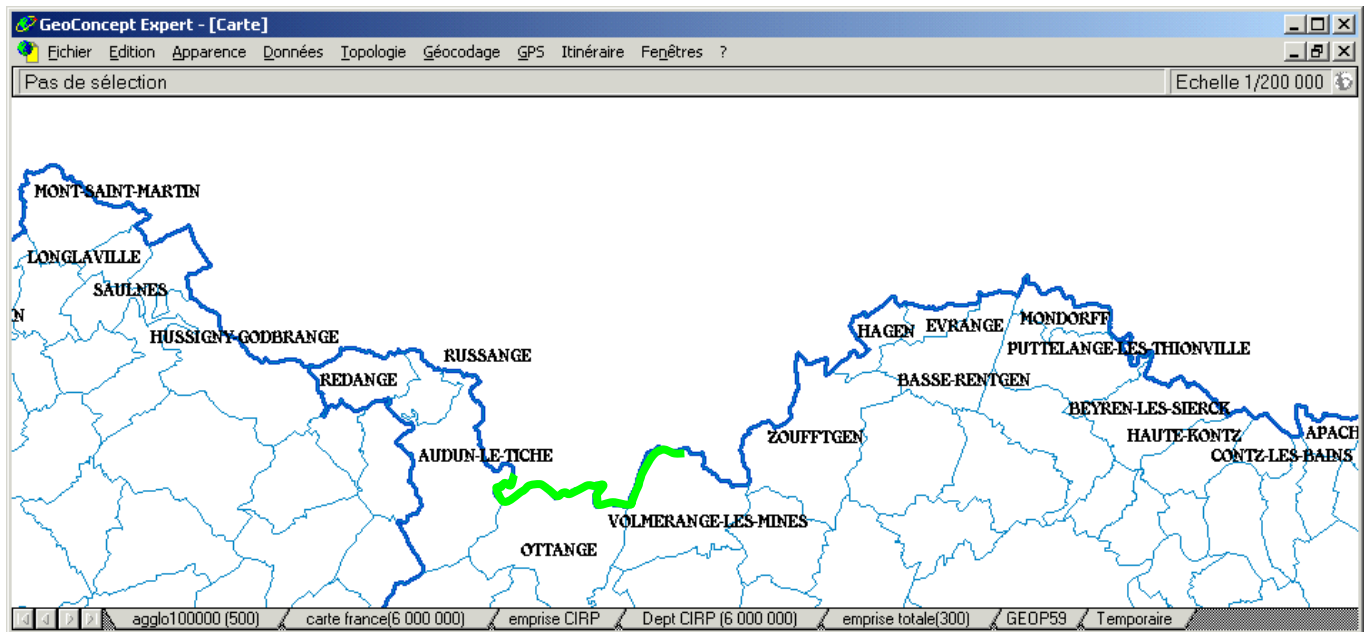 GeoConcept Expert - [Carte]
Fichier Edition Apparence Données Topologie Géocodage GPS Itinéraire Fenêtres ?
Pas de sélection Echelle 1/200 000
MONT-SAINT-MARTIN
LONGLAVILLE
SAULNES
N
HUSSIGNY-GODBRANGE
RUSSANGE
REDANGE
AUDUN-LE-TICHE
OTTANGE
VOLMERANGE-LES-MINES
ZOUFFTGEN
HAGEN
EVRANGE
MONDORFF
PUTTELANGE-LES-THIONVILLE
BASSE-RENTGEN
BEYREN-LES-SIERCK
HAUTE-KONTZ
APACH
CONTZ-LES-BAINS
agglo100000 (500) carte france(6 000 000) emprise CIRP Dept CIRP (6 000 000) emprise totale(300) GEOP59 Temporaire